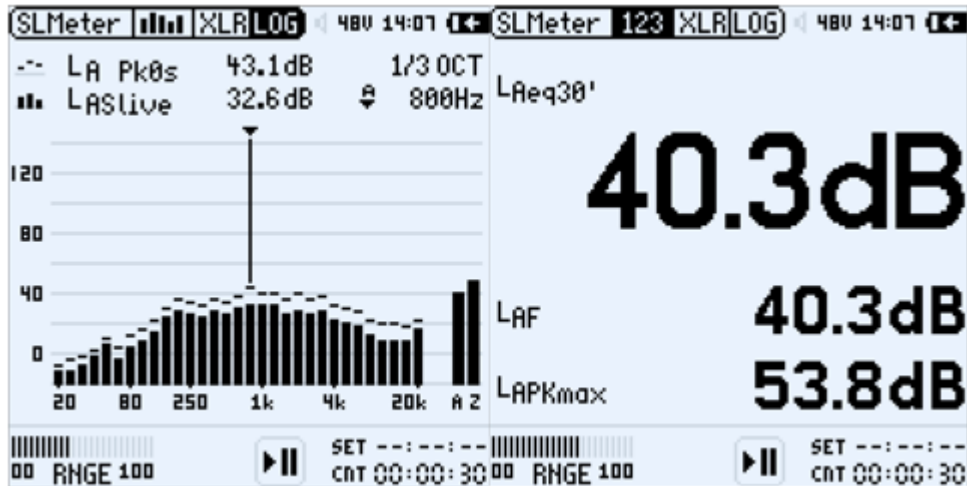 SLMeter XLR LOG 48V 14:07
LA Pk0s 43.1dB 1/3 OCT
LASlive 32.6dB 800Hz
120
80
40
0
20 80 250 1k 4k 20k A Z
SET --:--:--
00 RNGE 100 CNT 00:00:30
SLMeter 123 XLR LOG 48V 14:07
LAeq30'
40.3dB
LAF 40.3dB
LAPKmax 53.8dB
SET --:--:--
00 RNGE 100 CNT 00:00:30